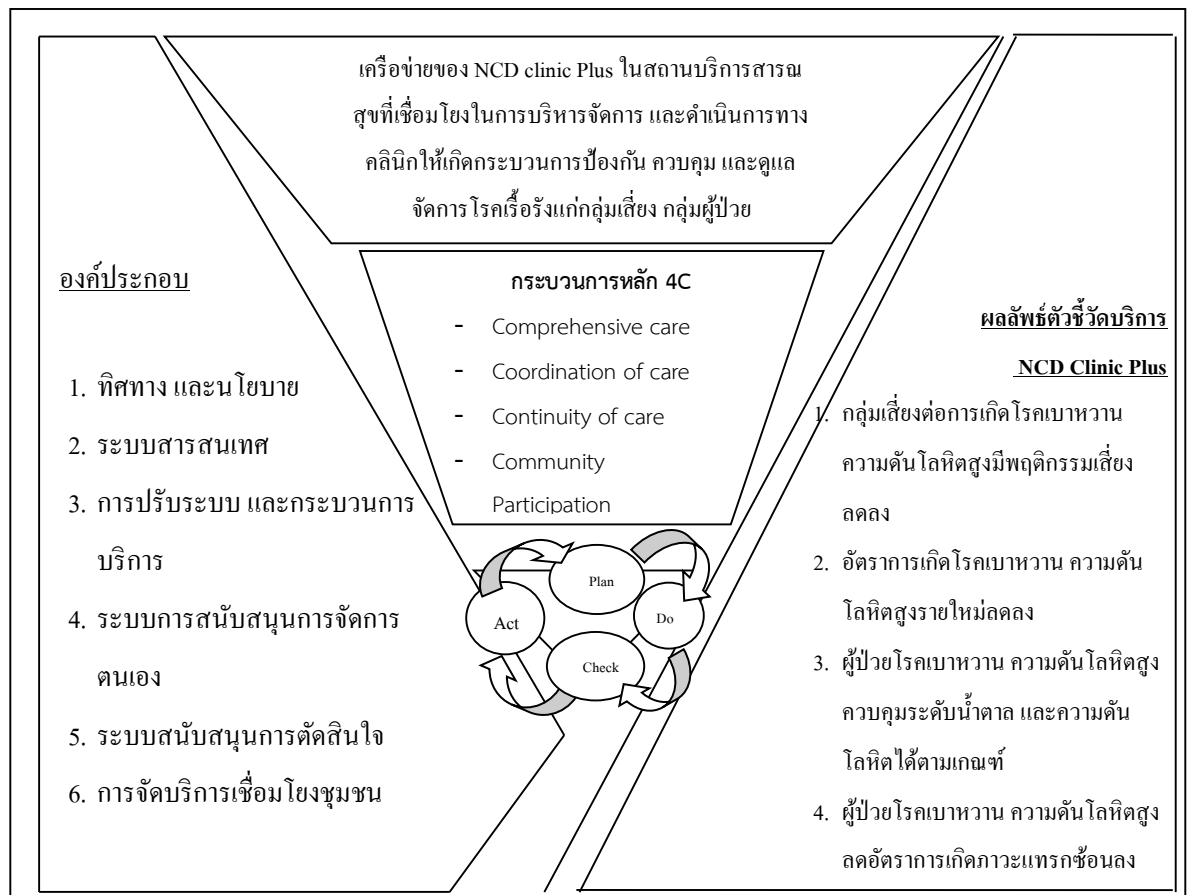 เครือข่ายของ NCD clinic Plus ในสถานบริการสารณ
สุขที่เชื่อมโยงในการบริหารจัดการ และดำเนินการทาง
คลินิกให้เกิดกระบวนการป้องกัน ควบคุม และดูแล
จัดการโรคเรื้อรังแก่กลุ่มเสี่ยง กลุ่มผู้ป่วย
องค์ประกอบ
1. ทิศทาง และนโยบาย
2. ระบบสารสนเทศ
3. การปรับระบบ และกระบวนการ
บริการ
4. ระบบการสนับสนุนการจัดการ
ตนเอง
5. ระบบสนับสนุนการตัดสินใจ
6. การจัดบริการเชื่อมโยงชุมชน
กระบวนการหลัก 4C
- Comprehensive care
- Coordination of care
- Continuity of care
- Community
Participation
Plan
Act
Do
Check
ผลลัพธ์ตัวชี้วัดบริการ
NCD Clinic Plus
1. กลุ่มเสี่ยงต่อการเกิดโรคเบาหวาน
ความดันโลหิตสูงมีพฤติกรรมเสี่ยง
ลดลง
2. อัตราการเกิดโรคเบาหวาน ความดัน
โลหิตสูงรายใหม่ลดลง
3. ผู้ป่วยโรคเบาหวาน ความดันโลหิตสูง
ควบคุมระดับน้ำตาล และความดัน
โลหิตได้ตามเกณฑ์
4. ผู้ป่วยโรคเบาหวาน ความดันโลหิตสูง
ลดอัตราการเกิดภาวะแทรกซ้อนลง